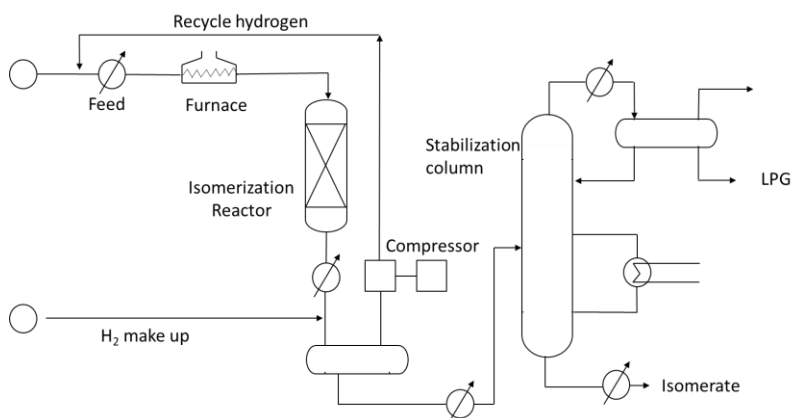 Recycle hydrogen
Feed
Furnace
Isomerization
Reactor
Stabilization
column
LPG
Compressor
H₂ make up
Isomerate